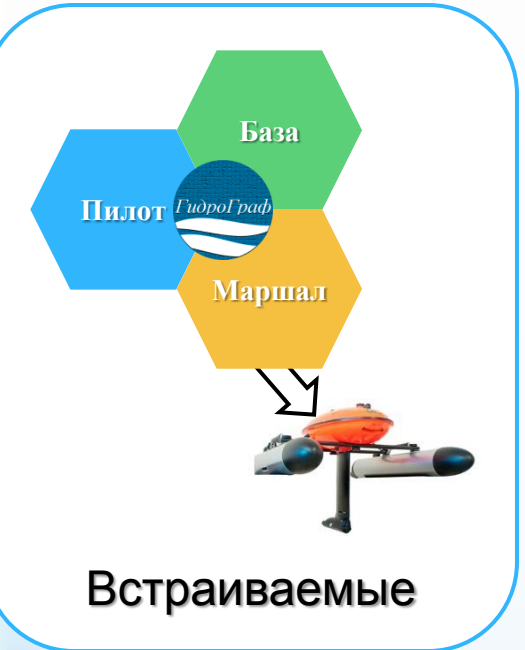 База
Пилот
ГидроГраф
Маршал
Встраиваемые